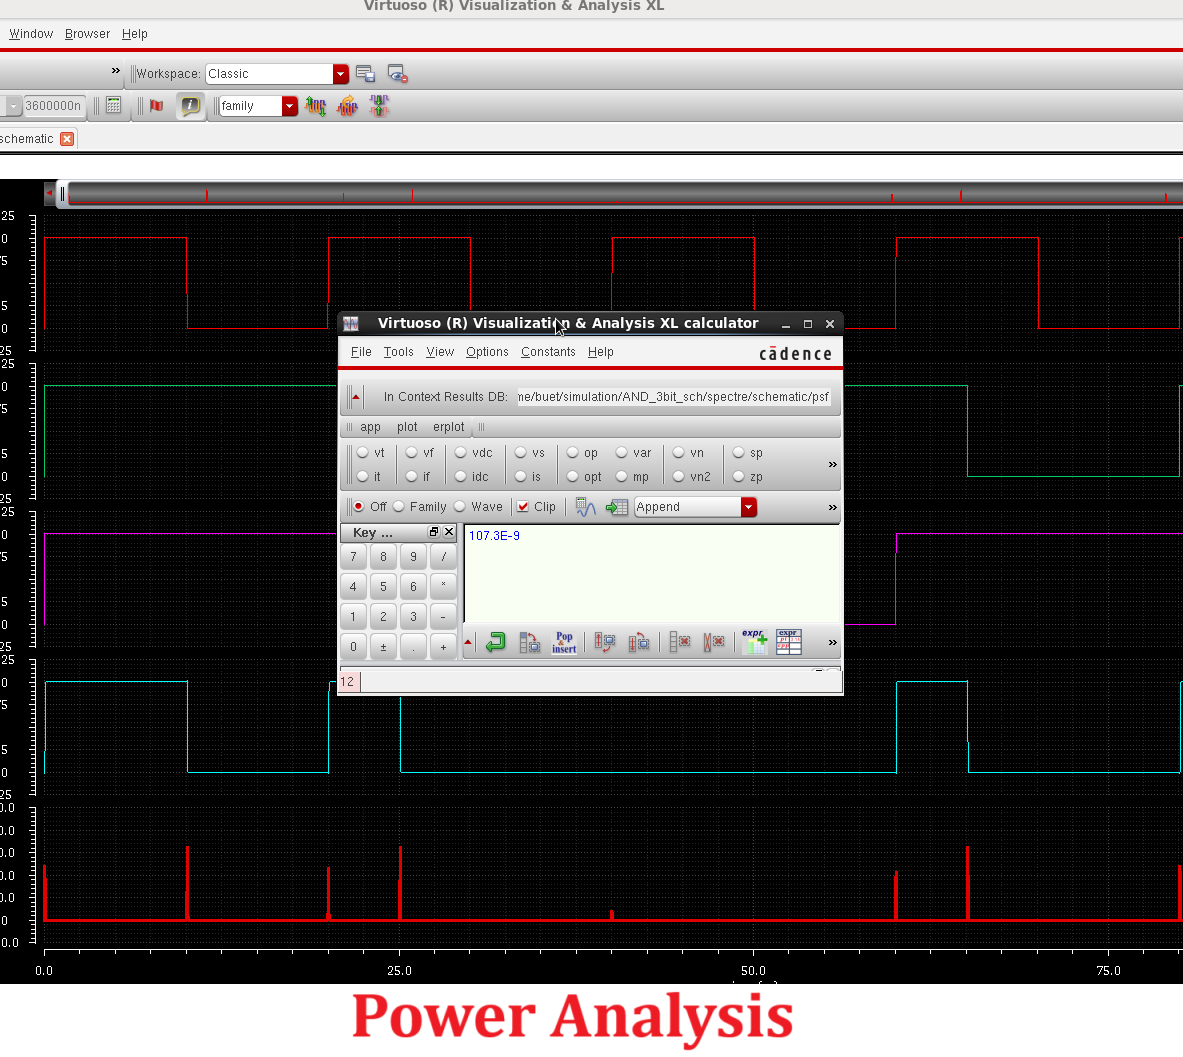 Virtuoso (R) Visualization & Analysis XL
Window Browser Help
» Workspace: Classic
3600000n family
schematic
25
0
5
5
0
25
Virtuoso (R) Visualization & Analysis XL calculator
File Tools View Options Constants Help
cādence
In Context Results DB: me/buet/simulation/AND_3bit_sch/spectre/schematic/psf
app plot erplot
vt vf vdc vs op var vn sp
it if idc is opt mp vn2 zp
»
Off Family Wave Clip Append »
Key ...
107.3E-9
7 8 9 /
4 5 6 *
1 2 3 -
0 ± . +
Pop & insert expr expr »
12
25
0
5
5
0
25
25
0
5
5
0
25
25
0
5
5
0
25
0.0
0.0
0.0
0
0.0
0.0 25.0 50.0 75.0
Power Analysis